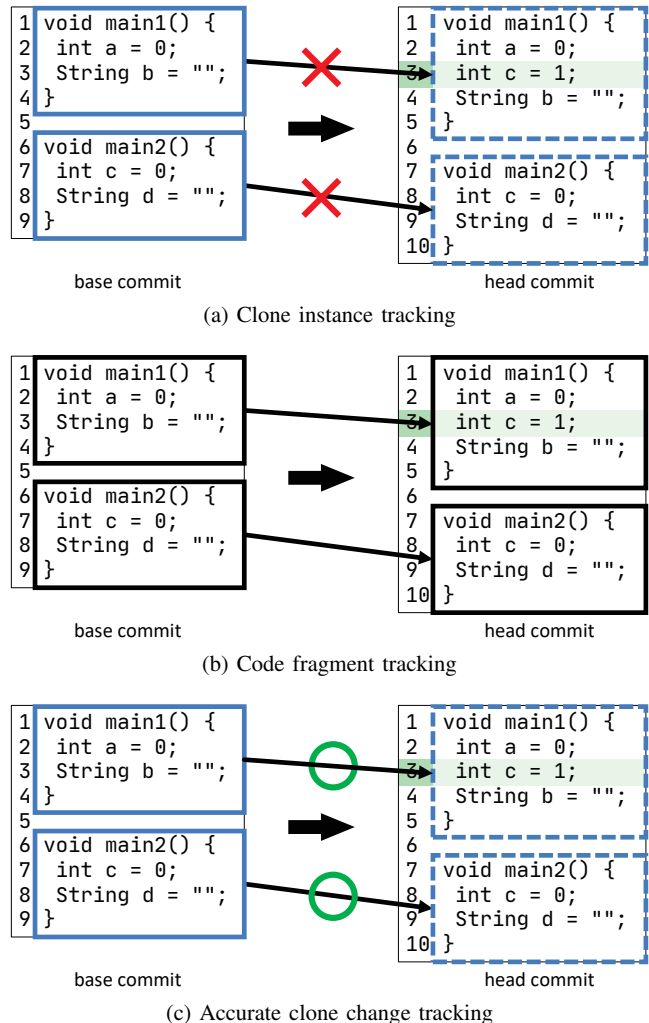 1 void main1() {
2 int a = 0;
3 String b = "";
4 }
5
6 void main2() {
7 int c = 0;
8 String d = "";
9 }
base commit
1 void main1() {
2 int a = 0;
3 int c = 1;
4 String b = "";
5 }
6
7 void main2() {
8 int c = 0;
9 String d = "";
10 }
head commit
(a) Clone instance tracking
1 void main1() {
2 int a = 0;
3 String b = "";
4 }
5
6 void main2() {
7 int c = 0;
8 String d = "";
9 }
base commit
1 void main1() {
2 int a = 0;
3 int c = 1;
4 String b = "";
5 }
6
7 void main2() {
8 int c = 0;
9 String d = "";
10 }
head commit
(b) Code fragment tracking
1 void main1() {
2 int a = 0;
3 String b = "";
4 }
5
6 void main2() {
7 int c = 0;
8 String d = "";
9 }
base commit
1 void main1() {
2 int a = 0;
3 int c = 1;
4 String b = "";
5 }
6
7 void main2() {
8 int c = 0;
9 String d = "";
10 }
head commit
(c) Accurate clone change tracking